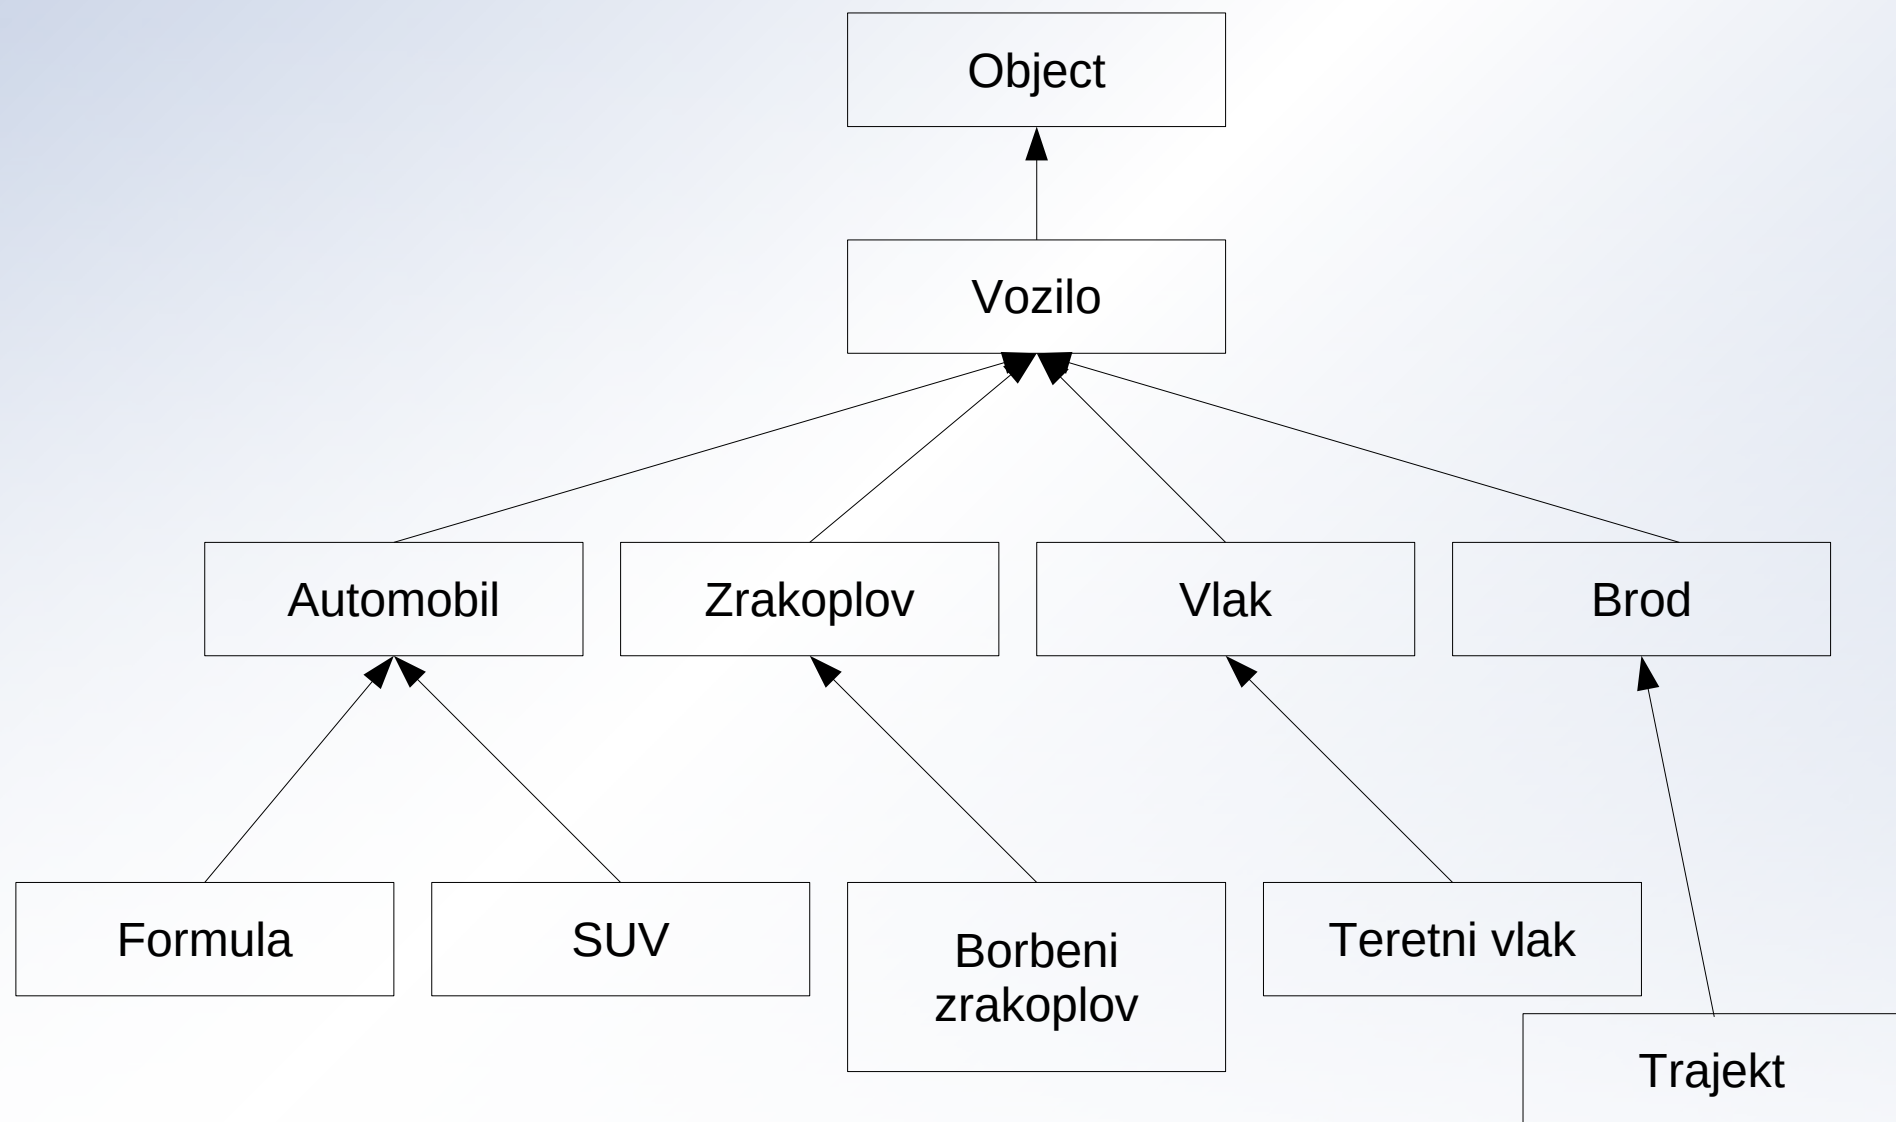 Object
Vozilo
Automobil
Zrakoplov
Vlak
Brod
Formula
SUV
Borbeni
zrakoplov
Teretni vlak
Trajekt